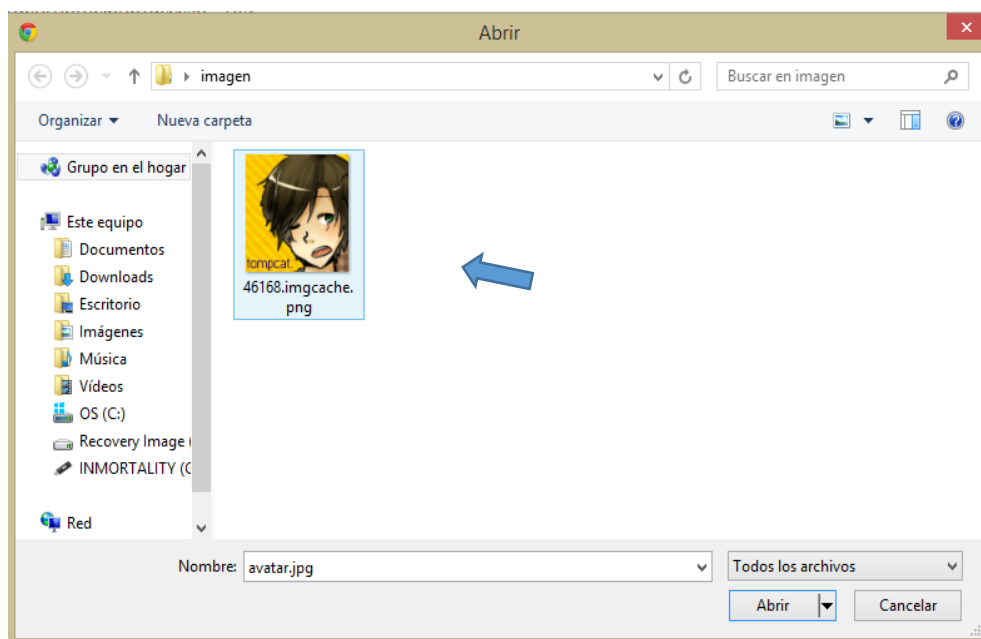 Abrir
imagen
Buscar en imagen
Organizar
Nueva carpeta
Grupo en el hogar
Este equipo
Documentos
Downloads
Escritorio
Imágenes
Música
Vídeos
OS (C:)
Recovery Image (
INMORTALITY (G
Red
tompcat
46168.imgcache.
png
Nombre: avatar.jpg
Todos los archivos
Abrir
Cancelar